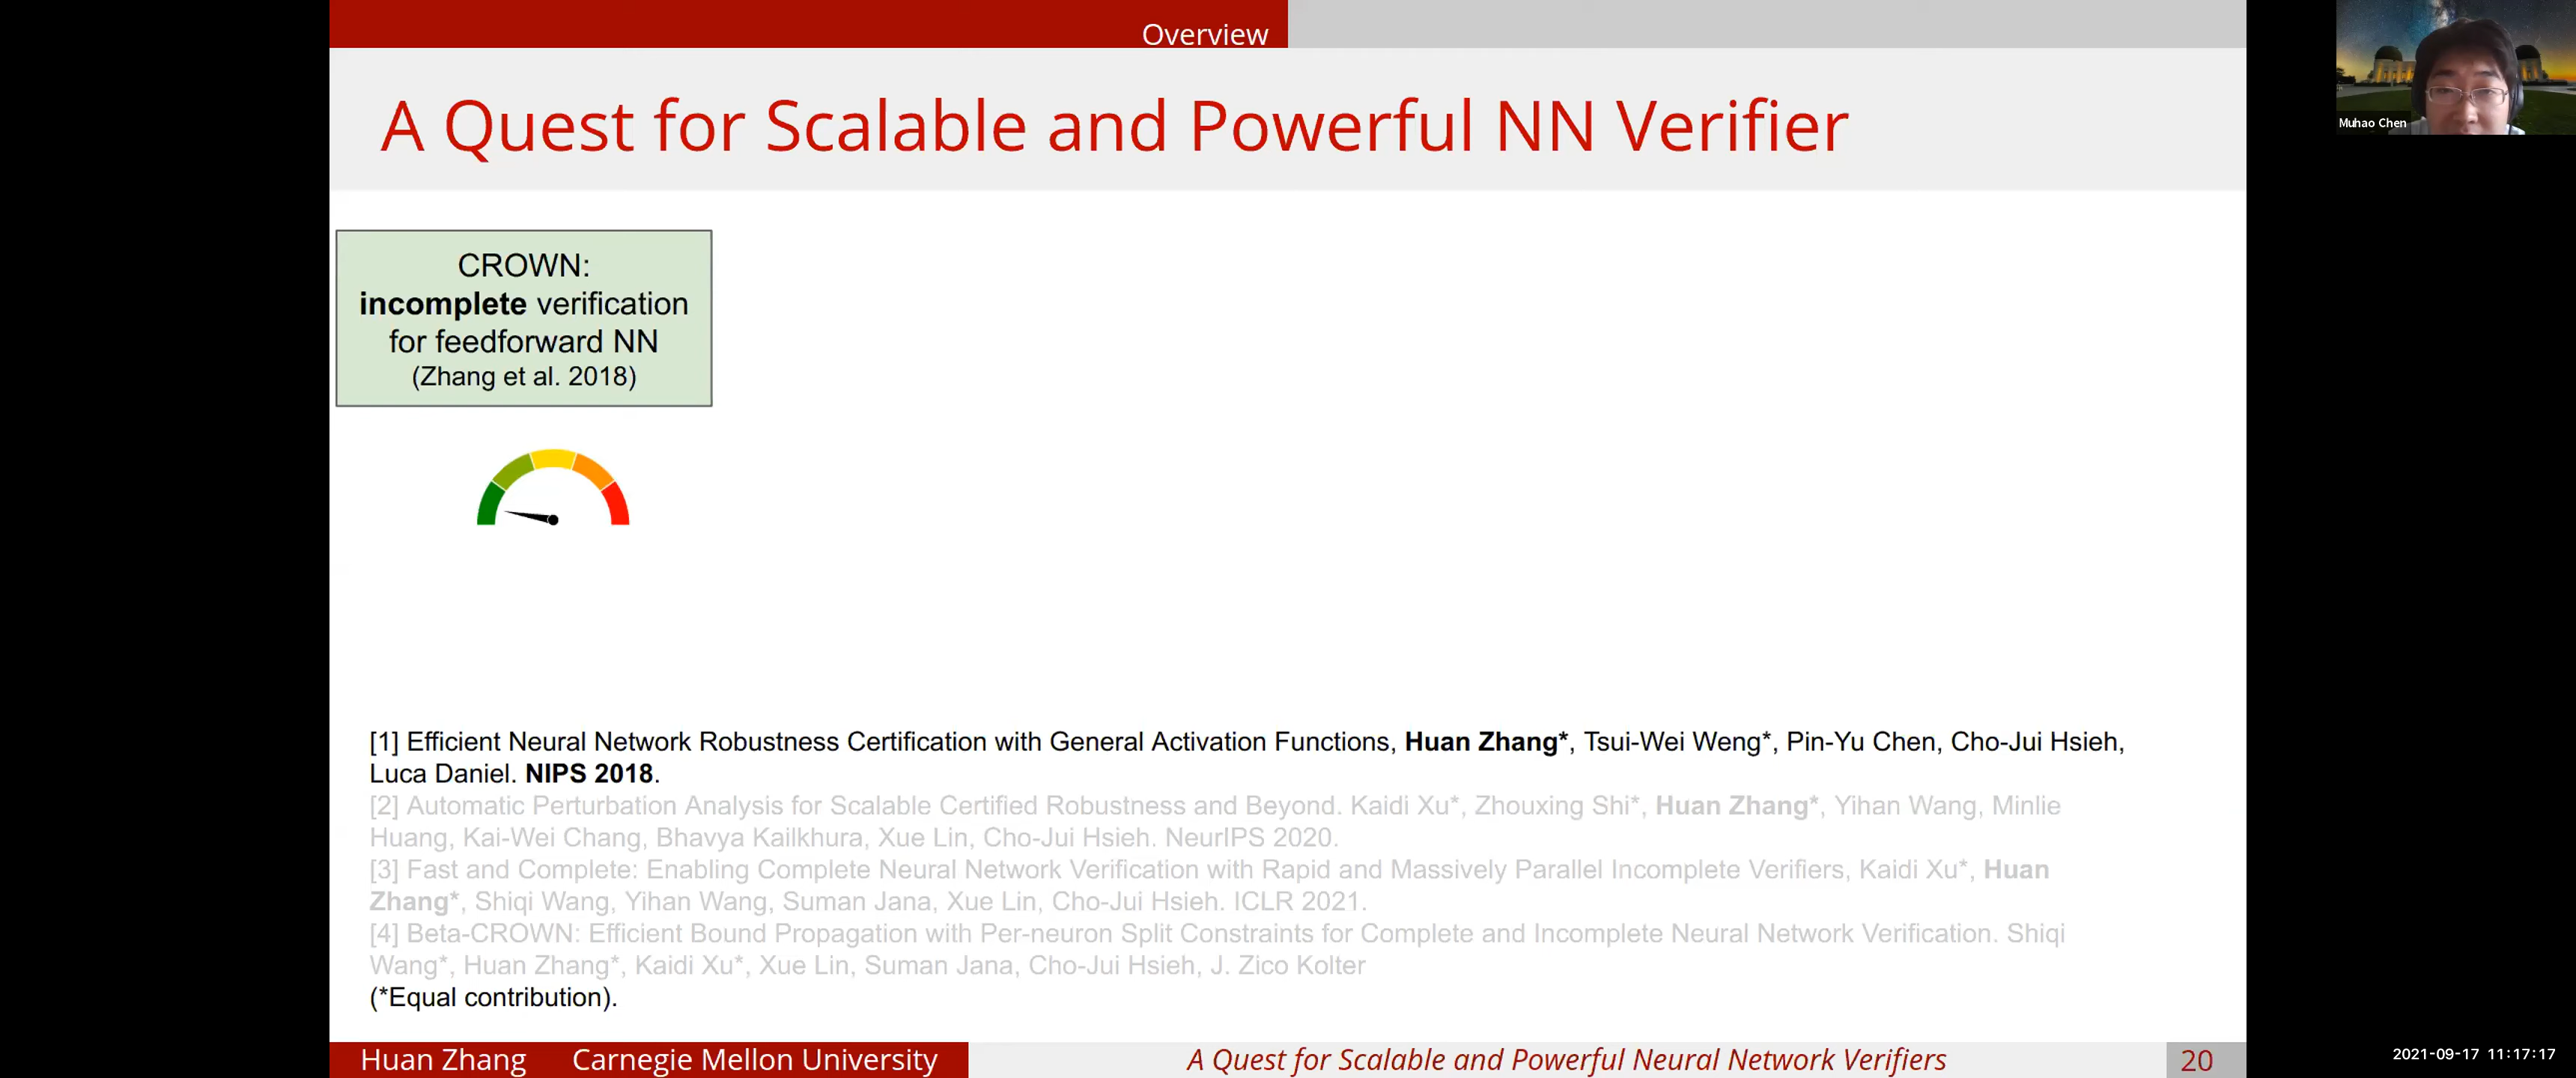 Overview
A Quest for Scalable and Powerful NN Verifier
Muhao Chen
CROWN:
incomplete verification
for feedforward NN
(Zhang et al. 2018)
[1] Efficient Neural Network Robustness Certification with General Activation Functions, Huan Zhang*, Tsui-Wei Weng*, Pin-Yu Chen, Cho-Jui Hsieh,
Luca Daniel. NIPS 2018.
[2] Automatic Perturbation Analysis for Scalable Certified Robustness and Beyond. Kaidi Xu*, Zhouxing Shi*, Huan Zhang*, Yihan Wang, Minlie
Huang, Kai-Wei Chang, Bhavya Kailkhura, Xue Lin, Cho-Jui Hsieh. NeurIPS 2020.
[3] Fast and Complete: Enabling Complete Neural Network Verification with Rapid and Massively Parallel Incomplete Verifiers, Kaidi Xu*, Huan
Zhang*, Shiqi Wang, Yihan Wang, Suman Jana, Xue Lin, Cho-Jui Hsieh. ICLR 2021.
[4] Beta-CROWN: Efficient Bound Propagation with Per-neuron Split Constraints for Complete and Incomplete Neural Network Verification. Shiqi
Wang*, Huan Zhang*, Kaidi Xu*, Xue Lin, Suman Jana, Cho-Jui Hsieh, J. Zico Kolter
(*Equal contribution).
Huan Zhang Carnegie Mellon University
A Quest for Scalable and Powerful Neural Network Verifiers
20
2021-09-17 11:17:17